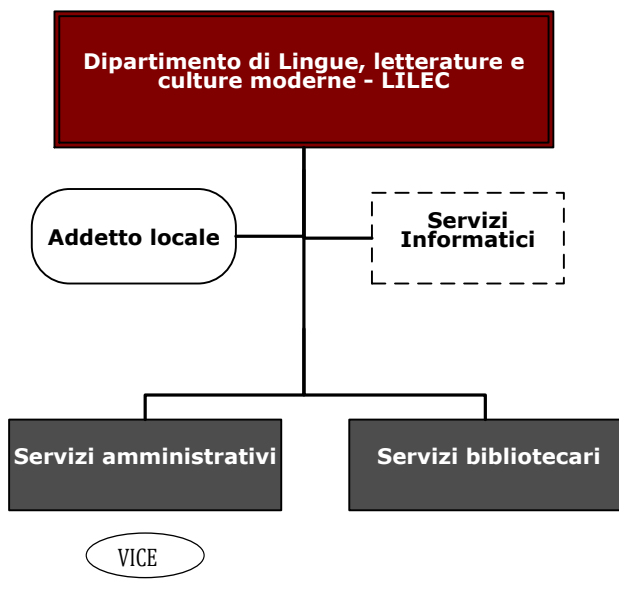 Dipartimento di Lingue, letterature e
culture moderne - LILEC
Addetto locale
Servizi
Informatici
Servizi amministrativi
Servizi bibliotecari
VICE